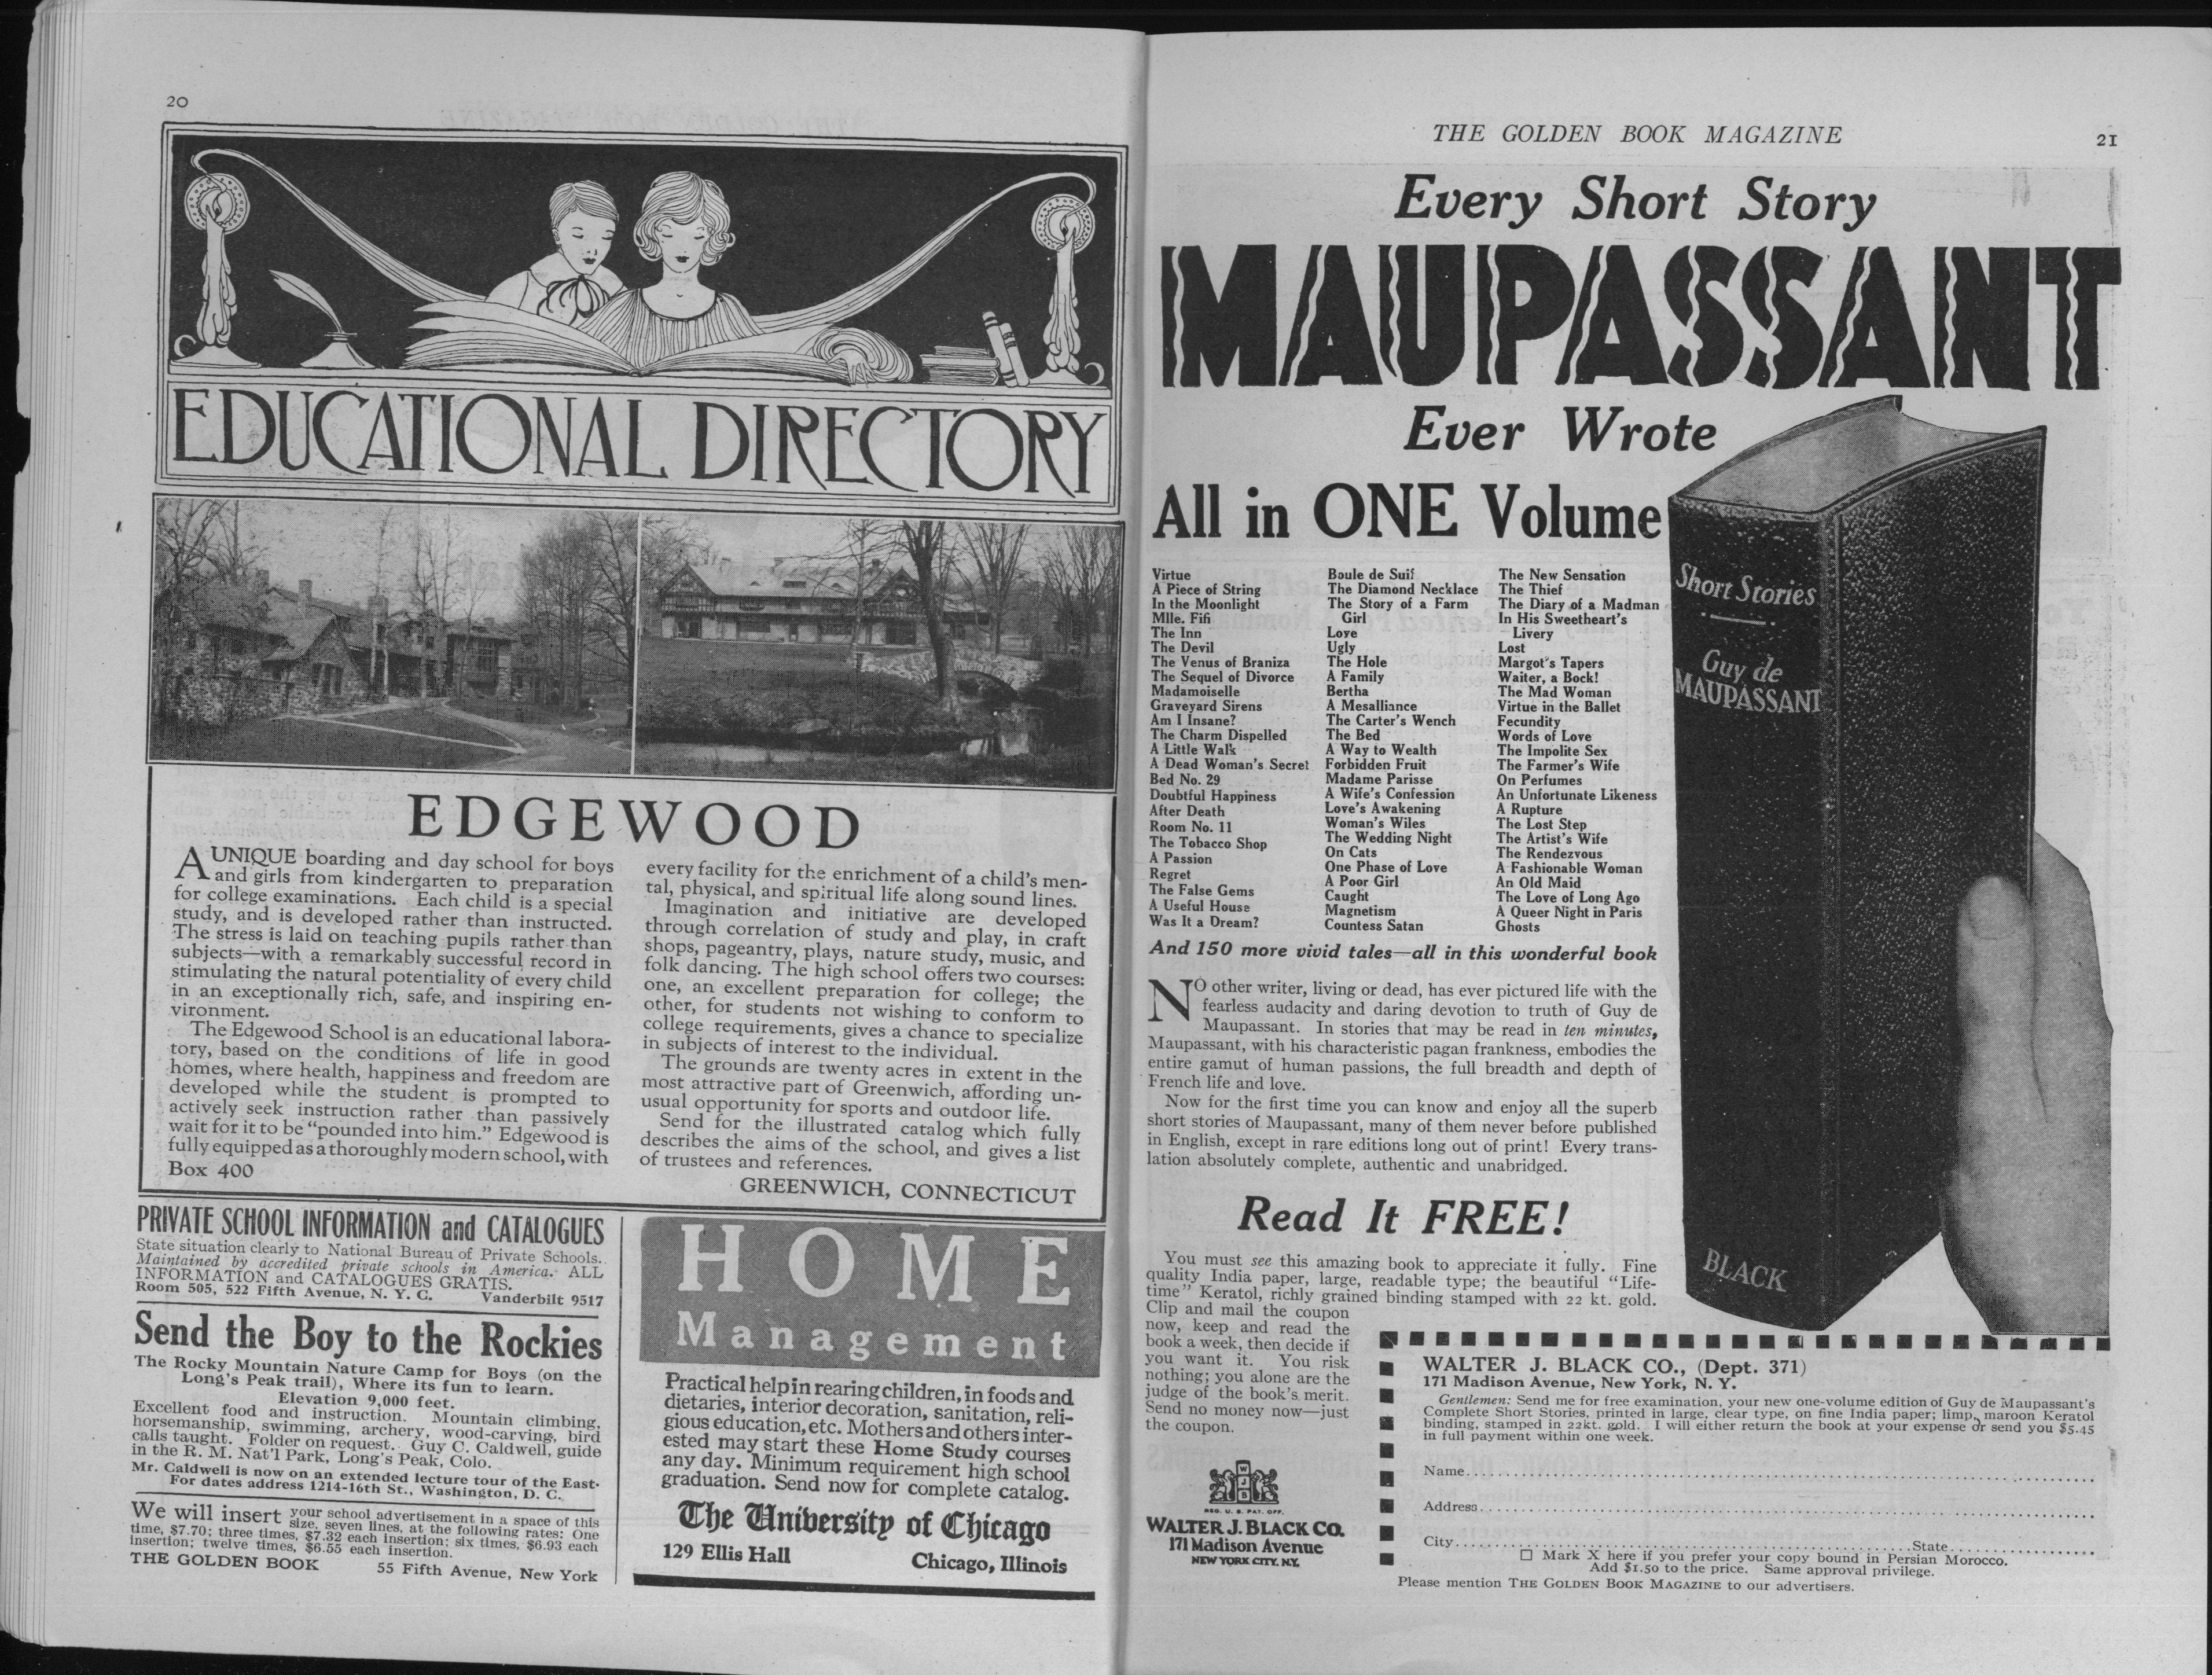 20
EDUCATIONAL DIRECTORY
EDGEWOOD
A UNIQUE boarding and day school for boys
and girls from kindergarten to preparation
for college examinations. Each child is a special
study, and is developed rather than instructed.
The stress is laid on teaching pupils rather than
subjects—with a remarkably successful record in
stimulating the natural potentiality of every child
in an exceptionally rich, safe, and inspiring en-
vironment.
The Edgewood School is an educational labora-
tory, based on the conditions of life in good
homes, where health, happiness and freedom are
developed while the student is prompted to
actively seek instruction rather than passively
wait for it to be "pounded into him." Edgewood is
fully equipped as a thoroughly modern school, with
Box 400
every facility for the enrichment of a child's men-
tal, physical, and spiritual life along sound lines.
Imagination and initiative are developed
through correlation of study and play, in craft
shops, pageantry, plays, nature study, music, and
folk dancing. The high school offers two courses:
one, an excellent preparation for college; the
other, for students not wishing to conform to
college requirements, gives a chance to specialize
in subjects of interest to the individual.
The grounds are twenty acres in extent in the
most attractive part of Greenwich, affording un-
usual opportunity for sports and outdoor life.
Send for the illustrated catalog which fully
describes the aims of the school, and gives a list
of trustees and references.
GREENWICH, CONNECTICUT
PRIVATE SCHOOL INFORMATION and CATALOGUES
State situation clearly to National Bureau of Private Schools.
Maintained by accredited private schools in America. ALL
INFORMATION and CATALOGUES GRATIS.
Room 505, 522 Fifth Avenue, N. Y. C. Vanderbilt 9517
Send the Boy to the Rockies
The Rocky Mountain Nature Camp for Boys (on the
Long's Peak trail), Where its fun to learn.
Elevation 9,000 feet.
Excellent food and instruction. Mountain climbing,
horsemanship, swimming, archery, wood-carving, bird
calls taught. Folder on request. Guy C. Caldwell, guide
in the R. M. Nat'l Park, Long's Peak, Colo.
Mr. Caldwell is now on an extended lecture tour of the East.
For dates address 1214-16th St., Washington, D. C.
We will insert your school advertisement in a space of this
size, seven lines, at the following rates: One
time, $7.70; three times, $7.32 each insertion; six times, $6.93 each
insertion; twelve times, $6.55 each insertion.
THE GOLDEN BOOK 55 Fifth Avenue, New York
HOME
Management
Practical help in rearing children, in foods and
dietaries, interior decoration, sanitation, reli-
gious education, etc. Mothers and others inter-
ested may start these Home Study courses
any day. Minimum requirement high school
graduation. Send now for complete catalog.
The University of Chicago
129 Ellis Hall Chicago, Illinois
THE GOLDEN BOOK MAGAZINE 21
Every Short Story
MAUPASSANT
Ever Wrote
All in ONE Volume
Virtue
A Piece of String
In the Moonlight
Mlle. Fifi
The Inn
The Devil
The Venus of Braniza
The Sequel of Divorce
Madamoiselle
Graveyard Sirens
Am I Insane?
The Charm Dispelled
A Little Walk
A Dead Woman's Secret
Bed No. 29
Doubtful Happiness
After Death
Room No. 11
The Tobacco Shop
A Passion
Regret
The False Gems
A Useful House
Was It a Dream?
Boule de Suif
The Diamond Necklace
The Story of a Farm
Girl
Love
Ugly
The Hole
A Family
Bertha
A Mesalliance
The Carter's Wench
The Bed
A Way to Wealth
Forbidden Fruit
Madame Parisse
A Wife's Confession
Love's Awakening
Woman's Wiles
The Wedding Night
On Cats
One Phase of Love
A Poor Girl
Caught
Magnetism
Countess Satan
The New Sensation
The Thief
The Diary of a Madman
In His Sweetheart's
Livery
Lost
Margot's Tapers
Waiter, a Bock!
The Mad Woman
Virtue in the Ballet
Fecundity
Words of Love
The Impolite Sex
The Farmer's Wife
On Perfumes
An Unfortunate Likeness
A Rupture
The Lost Step
The Artist's Wife
The Rendezvous
A Fashionable Woman
An Old Maid
The Love of Long Ago
A Queer Night in Paris
Ghosts
And 150 more vivid tales—all in this wonderful book
NO other writer, living or dead, has ever pictured life with the
fearless audacity and daring devotion to truth of Guy de
Maupassant. In stories that may be read in ten minutes,
Maupassant, with his characteristic pagan frankness, embodies the
entire gamut of human passions, the full breadth and depth of
French life and love.
Now for the first time you can know and enjoy all the superb
short stories of Maupassant, many of them never before published
in English, except in rare editions long out of print! Every trans-
lation absolutely complete, authentic and unabridged.
Read It FREE!
You must see this amazing book to appreciate it fully. Fine
quality India paper, large, readable type; the beautiful "Life-
time" Keratol, richly grained binding stamped with 22 kt. gold.
Clip and mail the coupon
now, keep and read the
book a week, then decide if
you want it. You risk
nothing; you alone are the
judge of the book's merit.
Send no money now—just
the coupon.
W
J
B
REG. U. S. PAT. OFF.
WALTER J. BLACK CO.
171 Madison Avenue
NEW YORK CITY, N.Y.
Short Stories
Guy de
MAUPASSANT
BLACK
WALTER J. BLACK CO., (Dept. 371)
171 Madison Avenue, New York, N. Y.
Gentlemen: Send me for free examination, your new one-volume edition of Guy de Maupassant's
Complete Short Stories, printed in large, clear type, on fine India paper; limp, maroon Keratol
binding, stamped in 22kt. gold. I will either return the book at your expense or send you $5.45
in full payment within one week.
Name
Address
City State
□ Mark X here if you prefer your copy bound in Persian Morocco.
Add $1.50 to the price. Same approval privilege.
Please mention THE GOLDEN BOOK MAGAZINE to our advertisers.